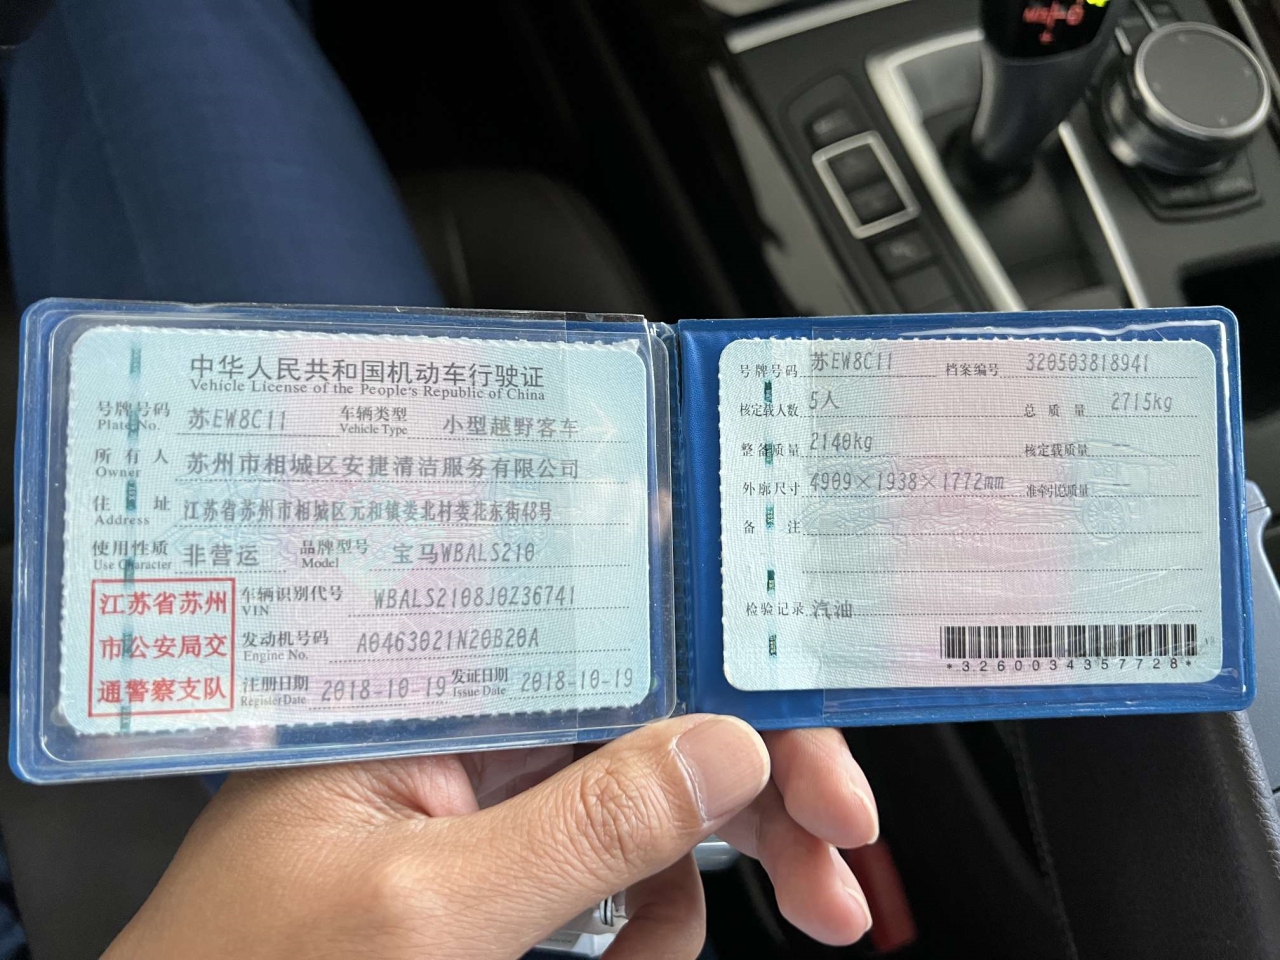 中华人民共和国机动车行驶证
Vehicle License of the People's Republic of China
号牌号码 苏EW8C11 车辆类型 小型越野客车
Plate No. Vehicle Type
所有人 苏州市相城区安捷清洁服务有限公司
Owner
住址 江苏省苏州市相城区元和镇娄北村娄花东街48号
Address
使用性质 非营运 品牌型号 宝马WBALS210
Use Character Model
江苏省苏州
市公安局交
通警察支队
车辆识别代号 WBALS2108J0Z36741
VIN
发动机号码 A0463021N20B20A
Engine No.
注册日期 2018-10-19 发证日期 2018-10-19
Register Date Issue Date
号牌号码 苏EW8C11 档案编号 320503818941
核定载人数 5人 总质量 2715kg
整备质量 2140kg 核定载质量
外廓尺寸 4909×1938×1772mm 准牵引总质量
备注
检验记录 汽油
*3260034357728*